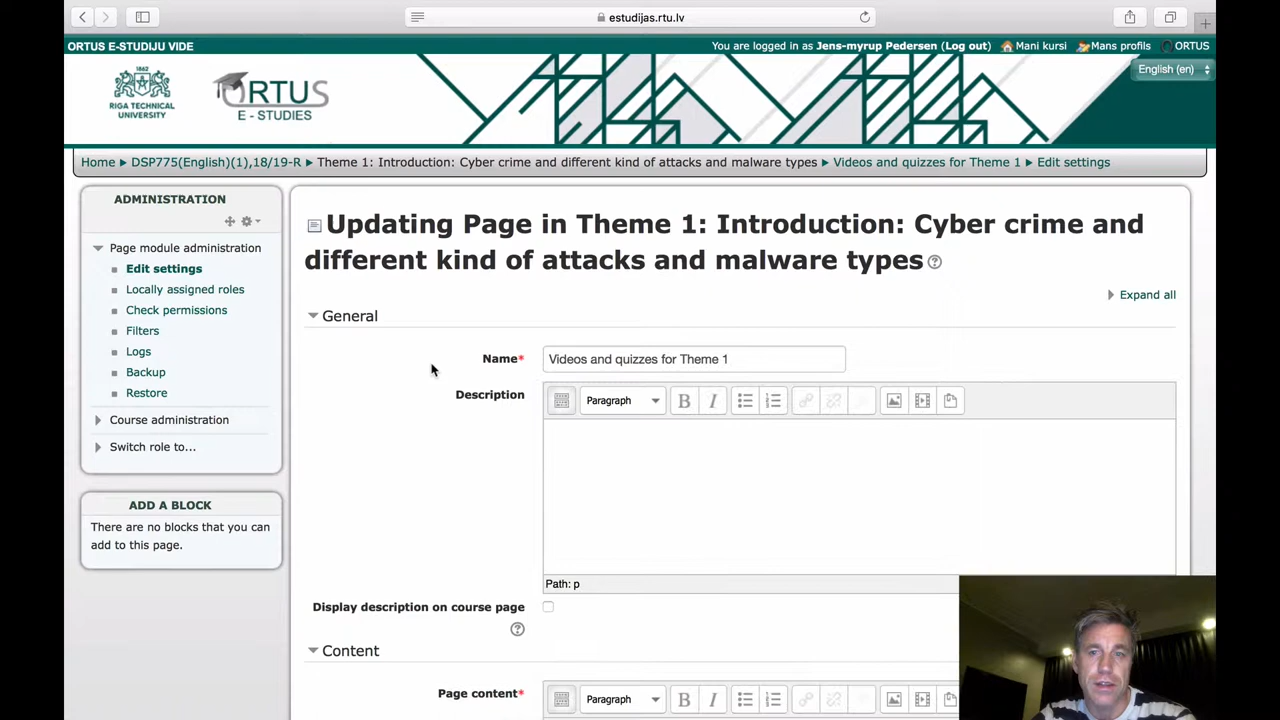 estudijas.rtu.lv
ORTUS E-STUDIJU VIDE
You are logged in as Jens-myrup Pedersen (Log out) Mani kursi Mans profils ORTUS
English (en)
1862
RIGA TECHNICAL
UNIVERSITY
ORTUS
E - STUDIES
Home ▶ DSP775(English)(1),18/19-R ▶ Theme 1: Introduction: Cyber crime and different kind of attacks and malware types ▶ Videos and quizzes for Theme 1 ▶ Edit settings
ADMINISTRATION
Page module administration
Edit settings
Locally assigned roles
Check permissions
Filters
Logs
Backup
Restore
Course administration
Switch role to...
ADD A BLOCK
There are no blocks that you can
add to this page.
Updating Page in Theme 1: Introduction: Cyber crime and
different kind of attacks and malware types
Expand all
General
Name* Videos and quizzes for Theme 1
Description
Paragraph B I
Path: p
Display description on course page
Content
Page content*
Paragraph B I